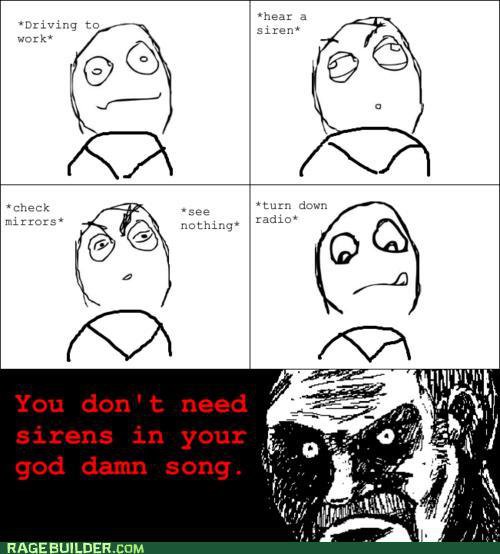 *Driving to
work*
*hear a
siren*
*check
mirrors*
*see
nothing*
*turn down
radio*
You don't need
sirens in your
god damn song.
RAGEBUILDER.COM